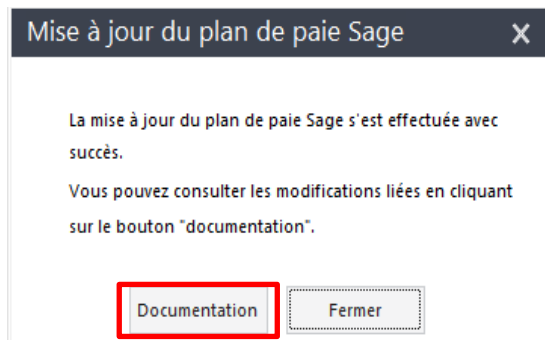 Mise à jour du plan de paie Sage
La mise à jour du plan de paie Sage s'est effectuée avec
succès.
Vous pouvez consulter les modifications liées en cliquant
sur le bouton "documentation".
Documentation
Fermer